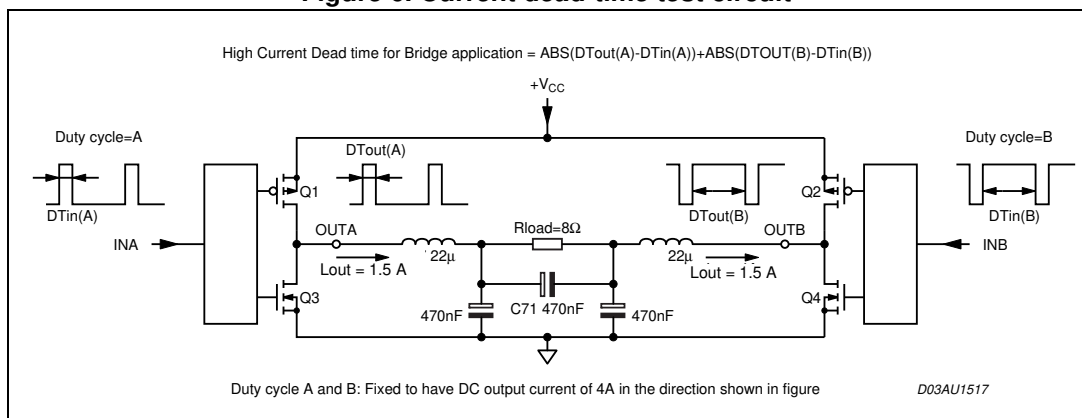 Figure 6. Current dead-time test circuit
High Current Dead time for Bridge application = ABS(DTout(A)-DTin(A))+ABS(DTOUT(B)-DTin(B))
+VCC
Duty cycle=A
DTout(A)
Duty cycle=B
Q1
Q2
DTin(A)
DTout(B)
DTin(B)
OUTA
Rload=8Ω
OUTB
INA
INB
22μ
22μ
Lout = 1.5 A
Lout = 1.5 A
Q3
Q4
470nF
C71 470nF
470nF
Duty cycle A and B: Fixed to have DC output current of 4A in the direction shown in figure
D03AU1517